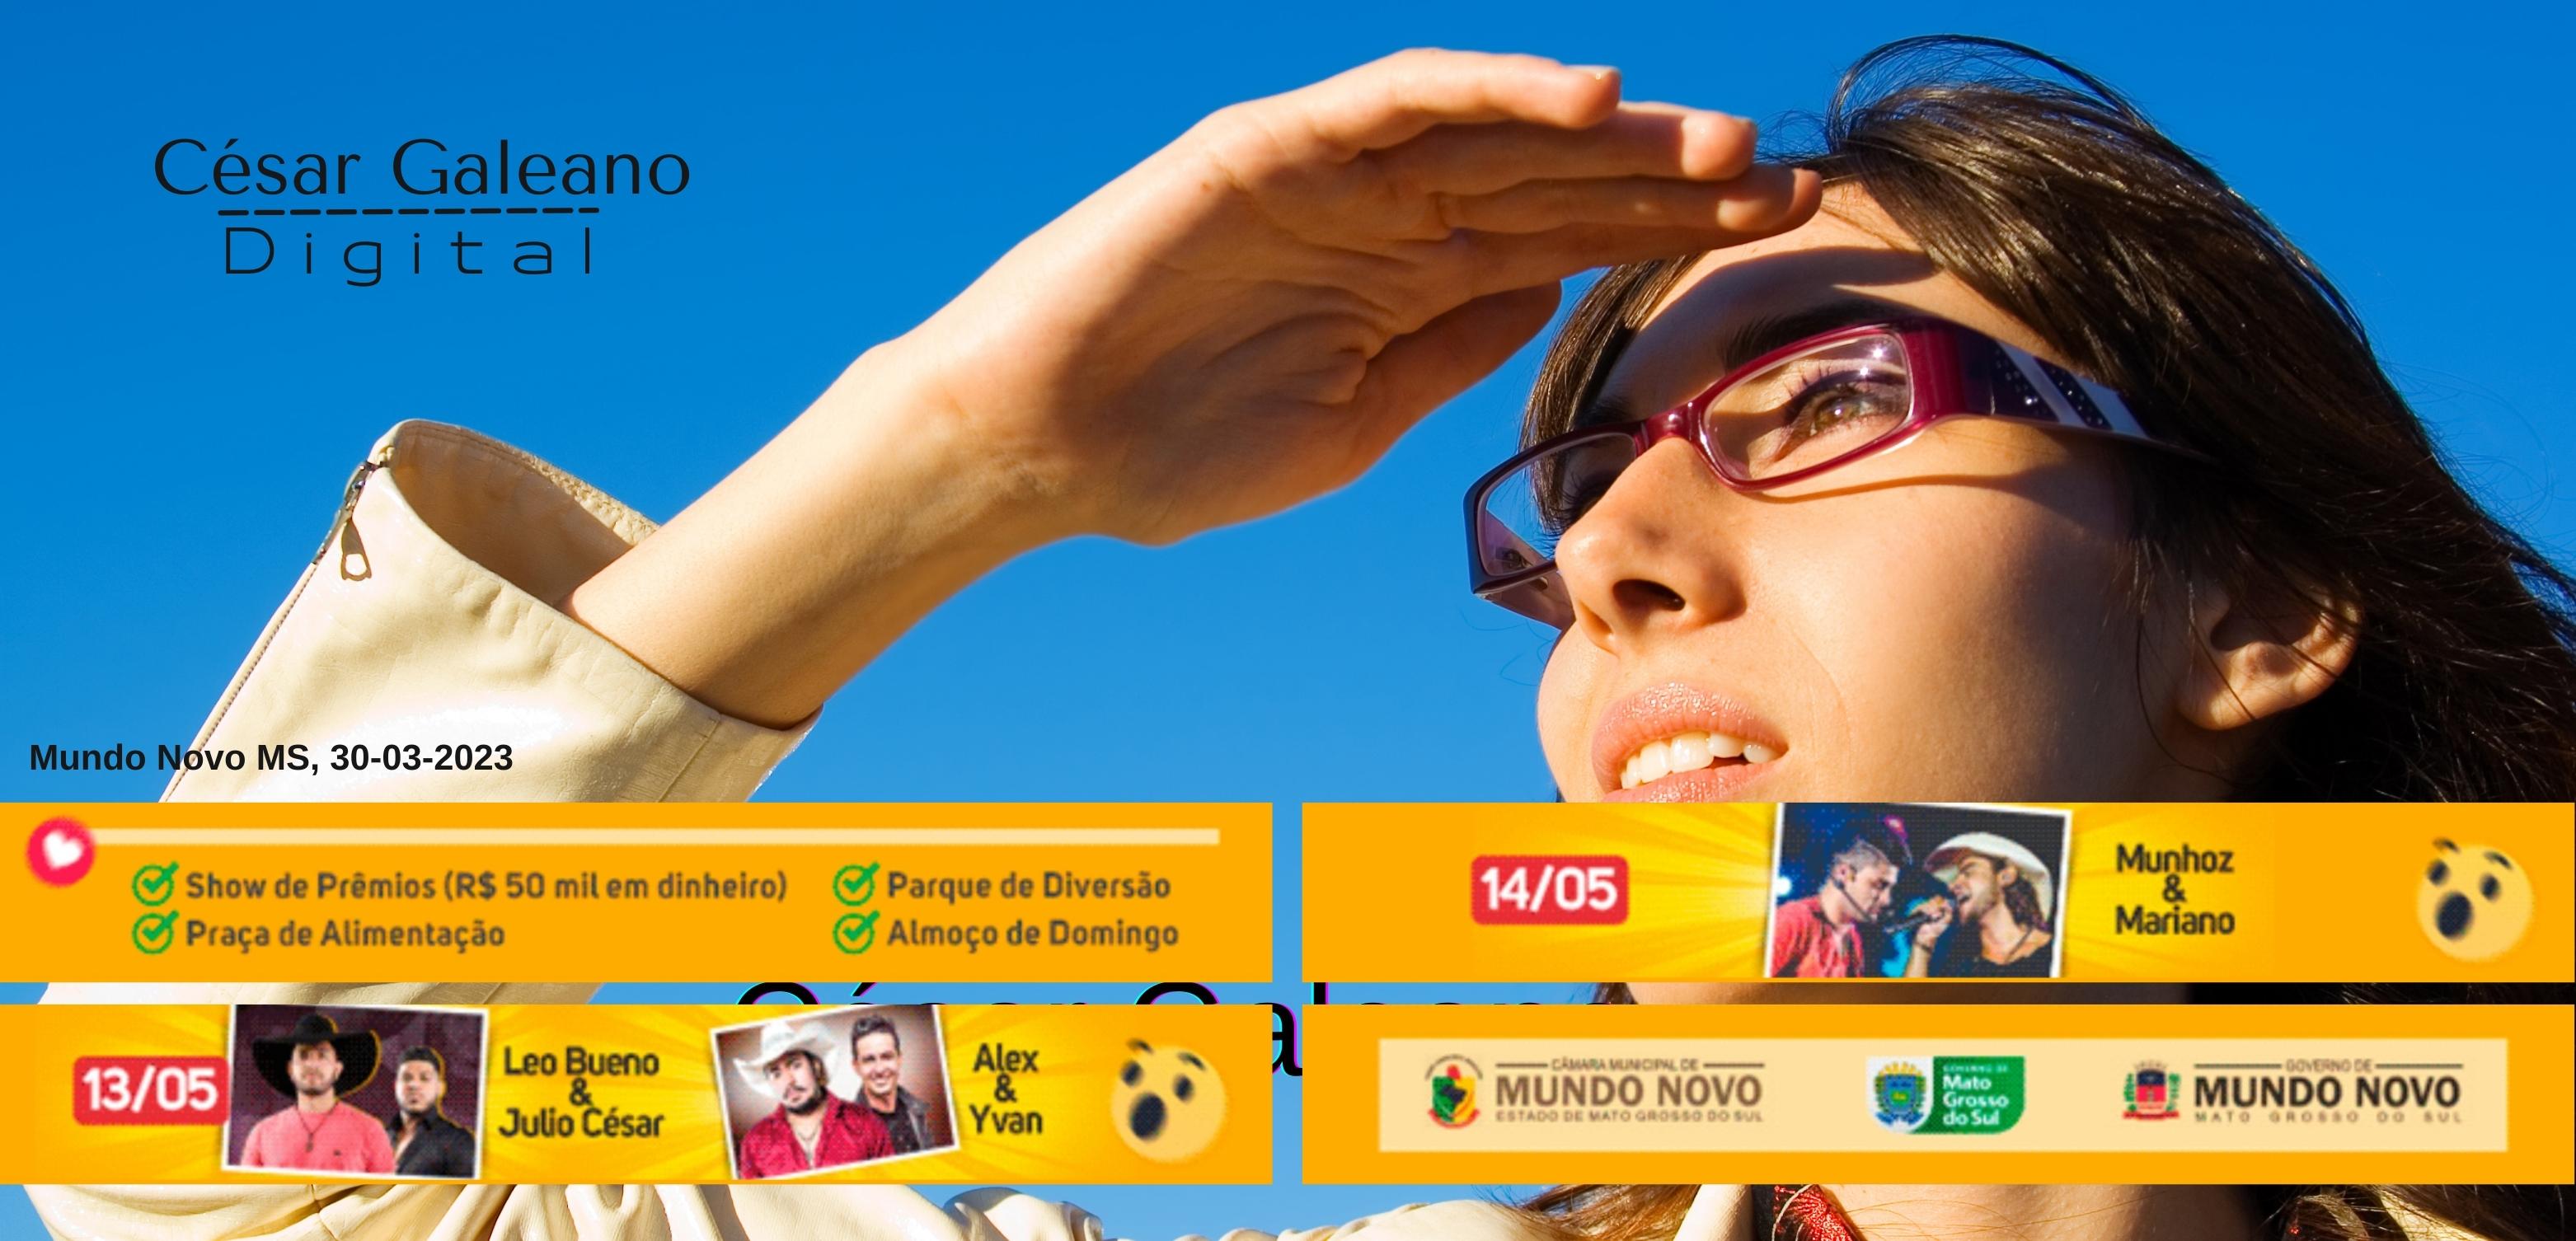 César Galeano
Digital
Mundo Novo MS, 30-03-2023
Show de Prêmios (R$ 50 mil em dinheiro)
Parque de Diversão
Praça de Alimentação
Almoço de Domingo
14/05
Munhoz
&
Mariano
13/05
Leo Bueno
&
Julio César
Alex
&
Yvan
CÂMARA MUNICIPAL DE
MUNDO NOVO
ESTADO DE MATO GROSSO DO SUL
GOVERNO DE
Mato
Grosso
do Sul
GOVERNO DE
MUNDO NOVO
MATO GROSSO DO SUL